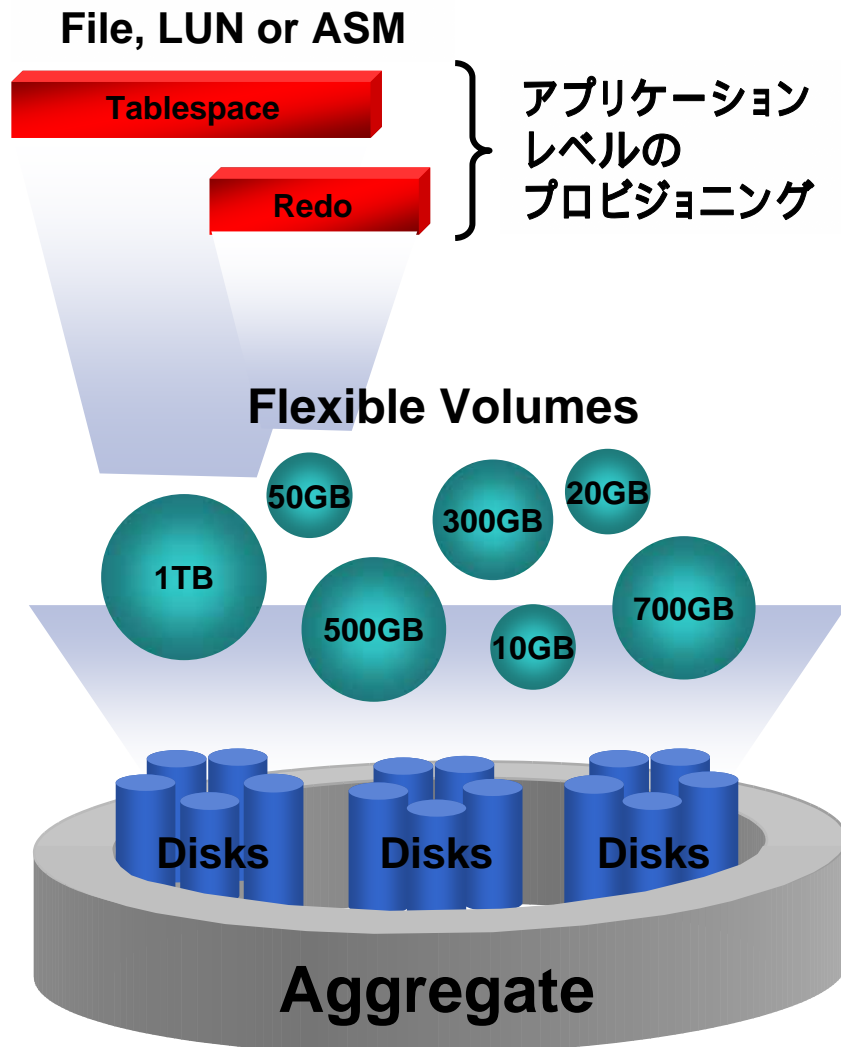 File, LUN or ASM
Tablespace
Redo
アプリケーション
レベルの
プロビジョニング
Flexible Volumes
50GB
300GB
20GB
1TB
500GB
10GB
700GB
Disks
Disks
Disks
Aggregate